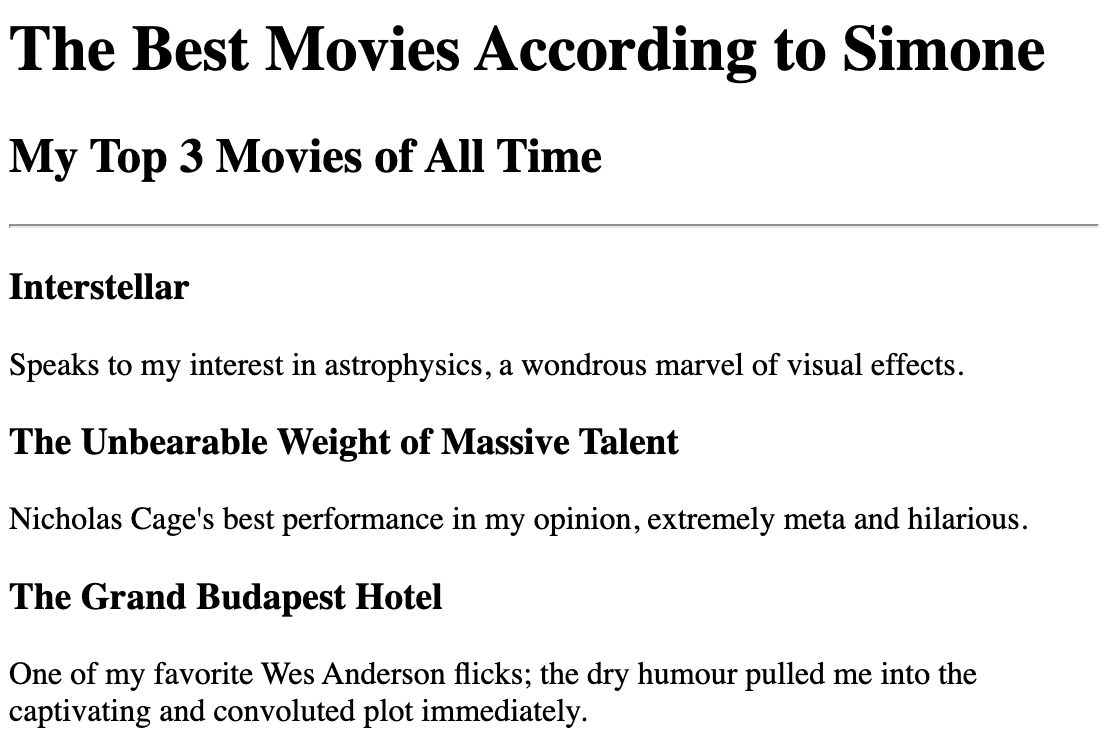 The Best Movies According to Simone
My Top 3 Movies of All Time
Interstellar
Speaks to my interest in astrophysics, a wondrous marvel of visual effects.
The Unbearable Weight of Massive Talent
Nicholas Cage's best performance in my opinion, extremely meta and hilarious.
The Grand Budapest Hotel
One of my favorite Wes Anderson flicks; the dry humour pulled me into the
captivating and convoluted plot immediately.